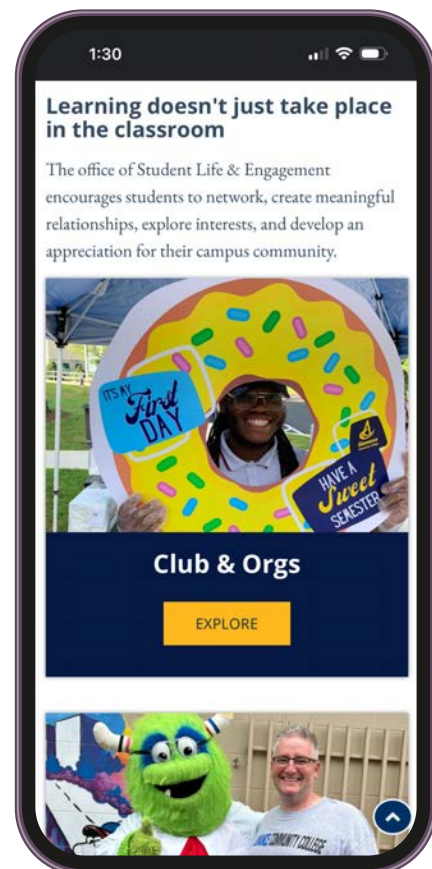 1:30
Learning doesn't just take place
in the classroom
The office of Student Life & Engagement
encourages students to network, create meaningful
relationships, explore interests, and develop an
appreciation for their campus community.
IT'S MY
First
DAY
HAVE A
Sweet
SEMESTER
Club & Orgs
EXPLORE
COMMUNITY COLLEGE